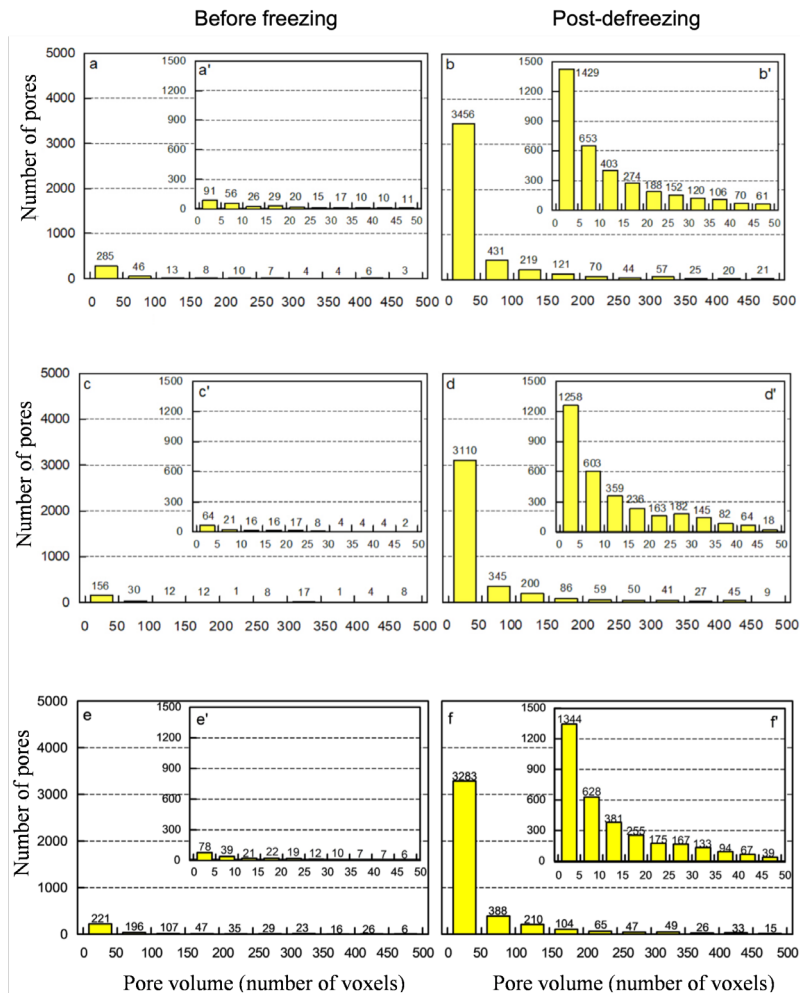 Before freezing Post-defreezing
Number of pores
5000
4000
3000
2000
1000
0
a
a'
1500
1200
900
600
300
0
91 56 26 29 20 15 17 10 10 11
0 5 10 15 20 25 30 35 40 45 50
285 46 13 8 10 7 4 4 6 3
0 50 100 150 200 250 300 350 400 450 500
b
b'
1500
1200
900
600
300
0
1429 653 403 274 188 152 120 106 70 61
0 5 10 15 20 25 30 35 40 45 50
3456 431 219 121 70 44 57 25 20 21
0 50 100 150 200 250 300 350 400 450 500
Number of pores
5000
4000
3000
2000
1000
0
c
c'
1500
1200
900
600
300
0
64 21 16 16 17 8 4 4 4 2
0 5 10 15 20 25 30 35 40 45 50
156 30 12 12 1 8 17 1 4 8
0 50 100 150 200 250 300 350 400 450 500
d
d'
1500
1200
900
600
300
0
1258 603 359 236 163 182 145 82 64 18
0 5 10 15 20 25 30 35 40 45 50
3110 345 200 86 59 50 41 27 45 9
0 50 100 150 200 250 300 350 400 450 500
Number of pores
5000
4000
3000
2000
1000
0
e
e'
1500
1200
900
600
300
0
78 39 21 22 19 12 10 7 7 6
0 5 10 15 20 25 30 35 40 45 50
221 196 107 47 35 29 23 16 26 6
0 50 100 150 200 250 300 350 400 450 500
f
f'
1500
1200
900
600
300
0
1344 628 381 255 175 167 133 94 67 39
0 5 10 15 20 25 30 35 40 45 50
3283 388 210 104 65 47 49 26 33 15
0 50 100 150 200 250 300 350 400 450 500
Pore volume (number of voxels) Pore volume (number of voxels)